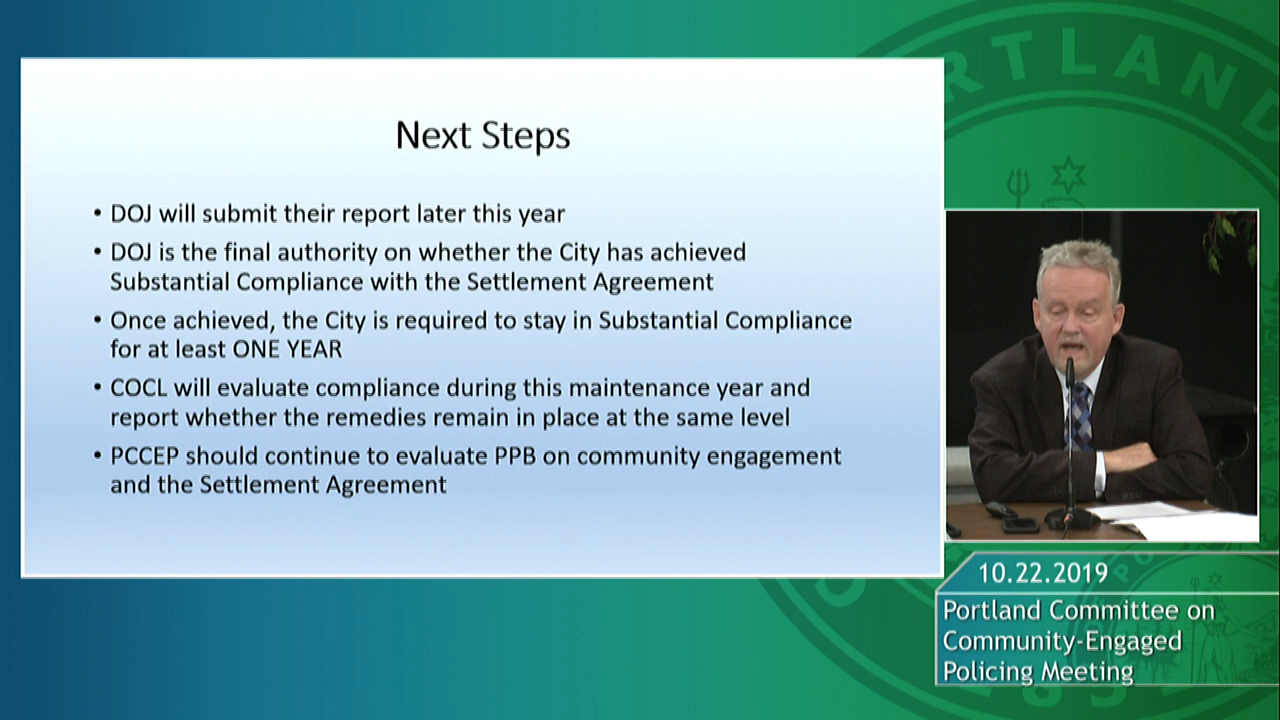 Next Steps
• DOJ will submit their report later this year
• DOJ is the final authority on whether the City has achieved
Substantial Compliance with the Settlement Agreement
• Once achieved, the City is required to stay in Substantial Compliance
for at least ONE YEAR
• COCL will evaluate compliance during this maintenance year and
report whether the remedies remain in place at the same level
• PCCEP should continue to evaluate PPB on community engagement
and the Settlement Agreement
10.22.2019
Portland Committee on
Community-Engaged
Policing Meeting